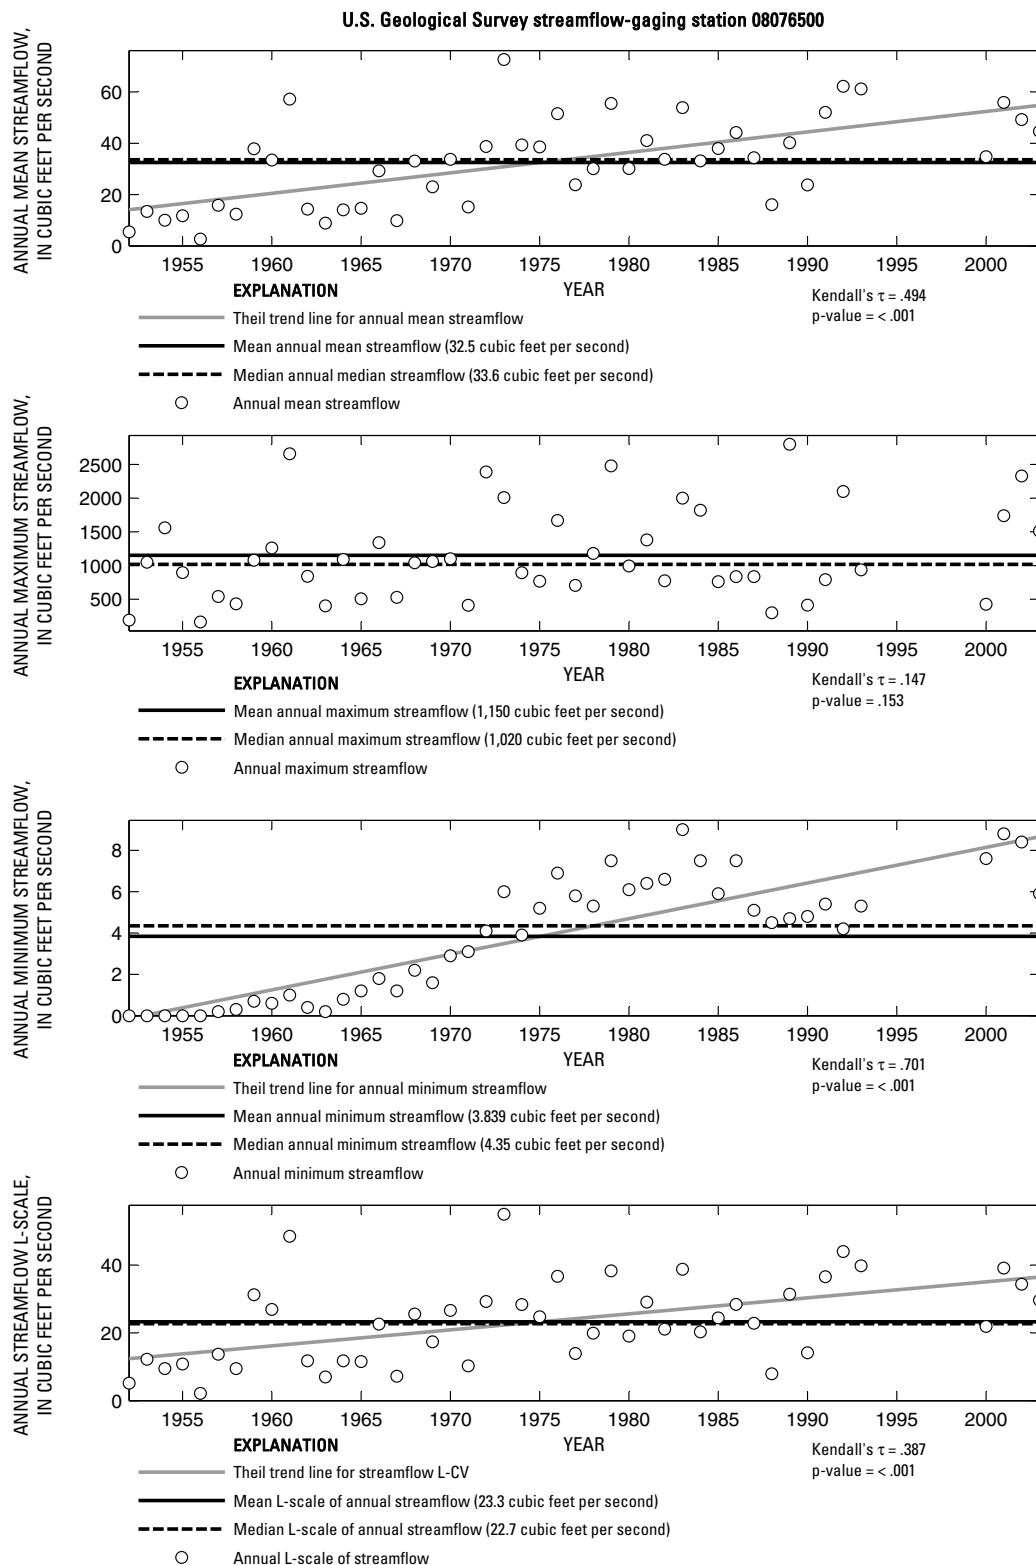 U.S. Geological Survey streamflow-gaging station 08076500
ANNUAL MEAN STREAMFLOW,
IN CUBIC FEET PER SECOND
60
40
20
0
1955 1960 1965 1970 1975 1980 1985 1990 1995 2000
YEAR
EXPLANATION
Theil trend line for annual mean streamflow
Mean annual mean streamflow (32.5 cubic feet per second)
Median annual median streamflow (33.6 cubic feet per second)
Annual mean streamflow
Kendall's τ = .494
p-value = < .001
ANNUAL MAXIMUM STREAMFLOW,
IN CUBIC FEET PER SECOND
2500
2000
1500
1000
500
1955 1960 1965 1970 1975 1980 1985 1990 1995 2000
YEAR
EXPLANATION
Mean annual maximum streamflow (1,150 cubic feet per second)
Median annual maximum streamflow (1,020 cubic feet per second)
Annual maximum streamflow
Kendall's τ = .147
p-value = .153
ANNUAL MINIMUM STREAMFLOW,
IN CUBIC FEET PER SECOND
8
6
4
2
0
1955 1960 1965 1970 1975 1980 1985 1990 1995 2000
YEAR
EXPLANATION
Theil trend line for annual minimum streamflow
Mean annual minimum streamflow (3.839 cubic feet per second)
Median annual minimum streamflow (4.35 cubic feet per second)
Annual minimum streamflow
Kendall's τ = .701
p-value = < .001
ANNUAL STREAMFLOW L-SCALE,
IN CUBIC FEET PER SECOND
40
20
0
1955 1960 1965 1970 1975 1980 1985 1990 1995 2000
YEAR
EXPLANATION
Theil trend line for streamflow L-CV
Mean L-scale of annual streamflow (23.3 cubic feet per second)
Median L-scale of annual streamflow (22.7 cubic feet per second)
Annual L-scale of streamflow
Kendall's τ = .387
p-value = < .001